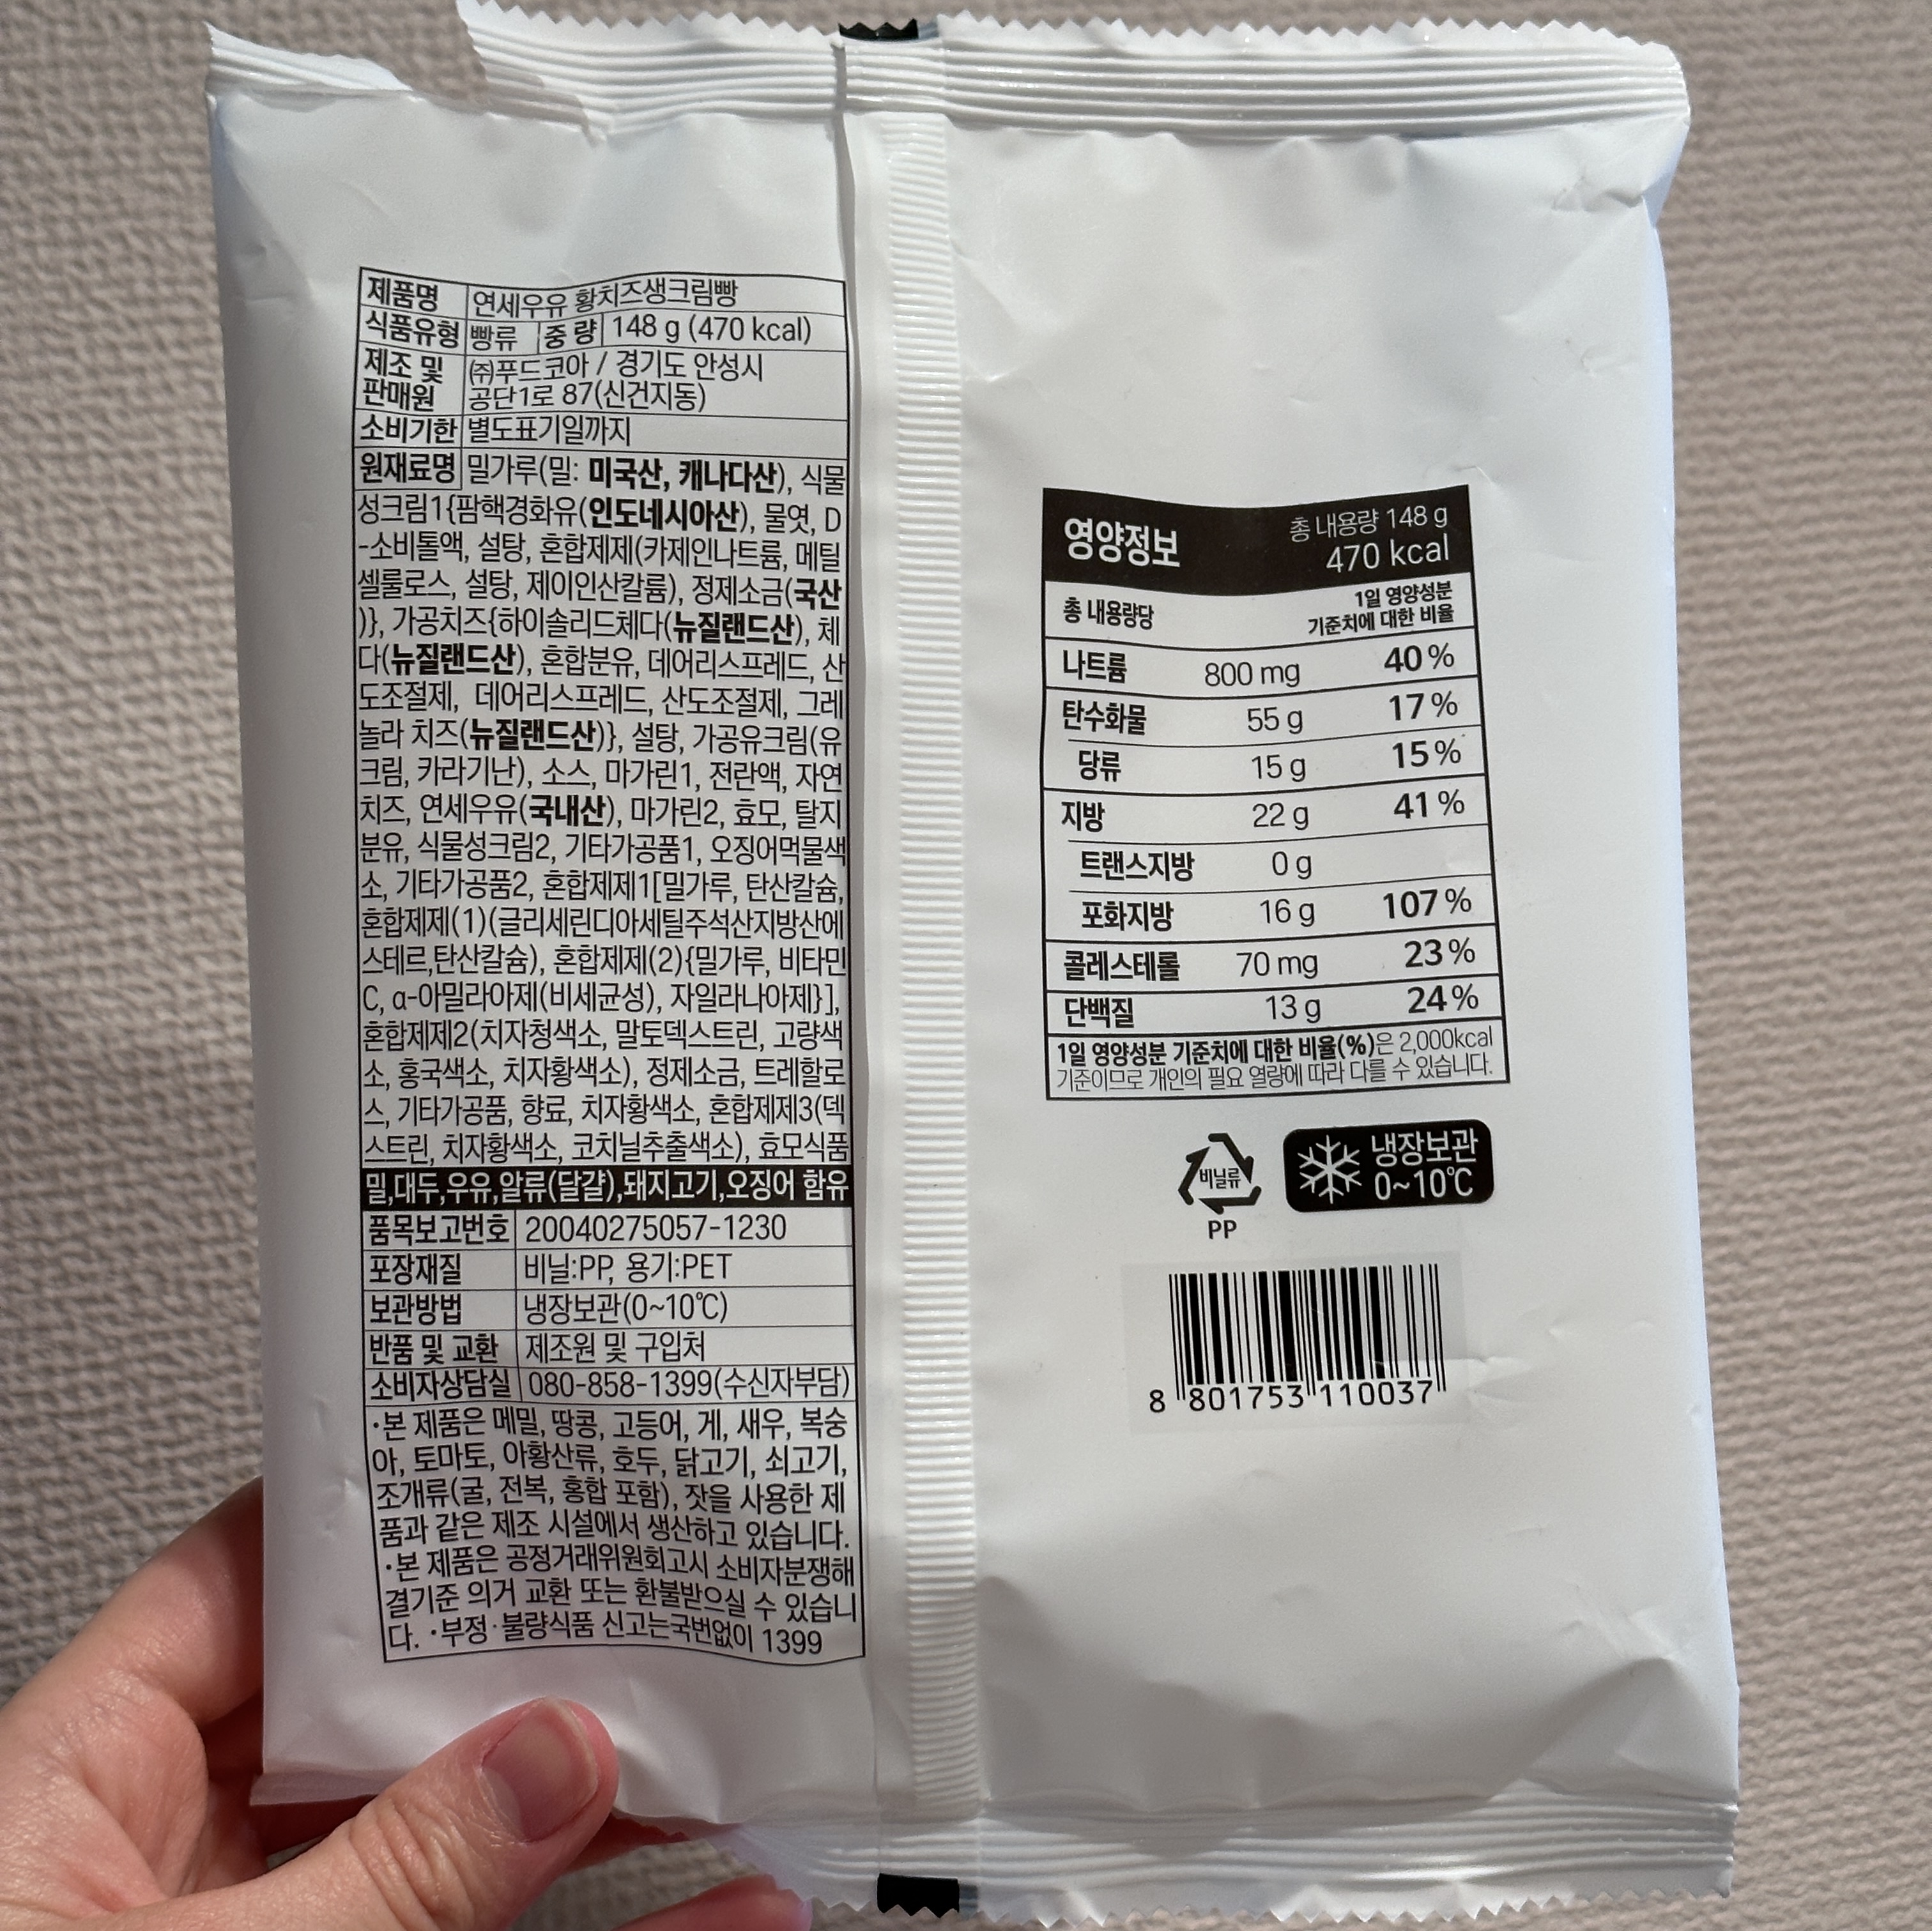 제품명 연세우유 황치즈생크림빵
식품유형 빵류 중량 148 g (470 kcal)
제조 및 ㈜푸드코아 / 경기도 안성시
판매원 공단1로 87(신건지동)
소비기한 별도표기일까지
원재료명 밀가루(밀: 미국산, 캐나다산), 식물
성크림1{팜핵경화유(인도네시아산), 물엿, D
-소비톨액, 설탕, 혼합제제(카제인나트륨, 메틸
셀룰로스, 설탕, 제이인산칼륨), 정제소금(국산
)}, 가공치즈{하이솔리드체다(뉴질랜드산), 체
다(뉴질랜드산), 혼합분유, 데어리스프레드, 산
도조절제, 데어리스프레드, 산도조절제, 그레
놀라 치즈(뉴질랜드산)}, 설탕, 가공유크림(유
크림, 카라기난), 소스, 마가린1, 전란액, 자연
치즈, 연세우유(국내산), 마가린2, 효모, 탈지
분유, 식물성크림2, 기타가공품1, 오징어먹물색
소, 기타가공품2, 혼합제제1[밀가루, 탄산칼슘,
혼합제제(1)(글리세린디아세틸주석산지방산에
스테르,탄산칼슘), 혼합제제(2){밀가루, 비타민
C, α-아밀라아제(비세균성), 자일라나아제}],
혼합제제2(치자청색소, 말토덱스트린, 고량색
소, 홍국색소, 치자황색소), 정제소금, 트레할로
스, 기타가공품, 향료, 치자황색소, 혼합제제3(덱
스트린, 치자황색소, 코치닐추출색소), 효모식품
밀,대두,우유,알류(달걀),돼지고기,오징어 함유
품목보고번호 20040275057-1230
포장재질 비닐:PP, 용기:PET
보관방법 냉장보관(0~10℃)
반품 및 교환 제조원 및 구입처
소비자상담실 080-858-1399(수신자부담)
·본 제품은 메밀, 땅콩, 고등어, 게, 새우, 복숭
아, 토마토, 아황산류, 호두, 닭고기, 쇠고기,
조개류(굴, 전복, 홍합 포함), 잣을 사용한 제
품과 같은 제조 시설에서 생산하고 있습니다.
·본 제품은 공정거래위원회고시 소비자분쟁해
결기준 의거 교환 또는 환불받으실 수 있습니
다. ·부정·불량식품 신고는국번없이 1399
영양정보 총 내용량 148 g
470 kcal
총 내용량당 1일 영양성분
기준치에 대한 비율
나트륨 800 mg 40 %
탄수화물 55 g 17 %
당류 15 g 15 %
지방 22 g 41 %
트랜스지방 0 g
포화지방 16 g 107 %
콜레스테롤 70 mg 23 %
단백질 13 g 24 %
1일 영양성분 기준치에 대한 비율(%)은 2,000kcal
기준이므로 개인의 필요 열량에 따라 다를 수 있습니다.
비닐류
PP
냉장보관
0~10℃
8 801753 110037